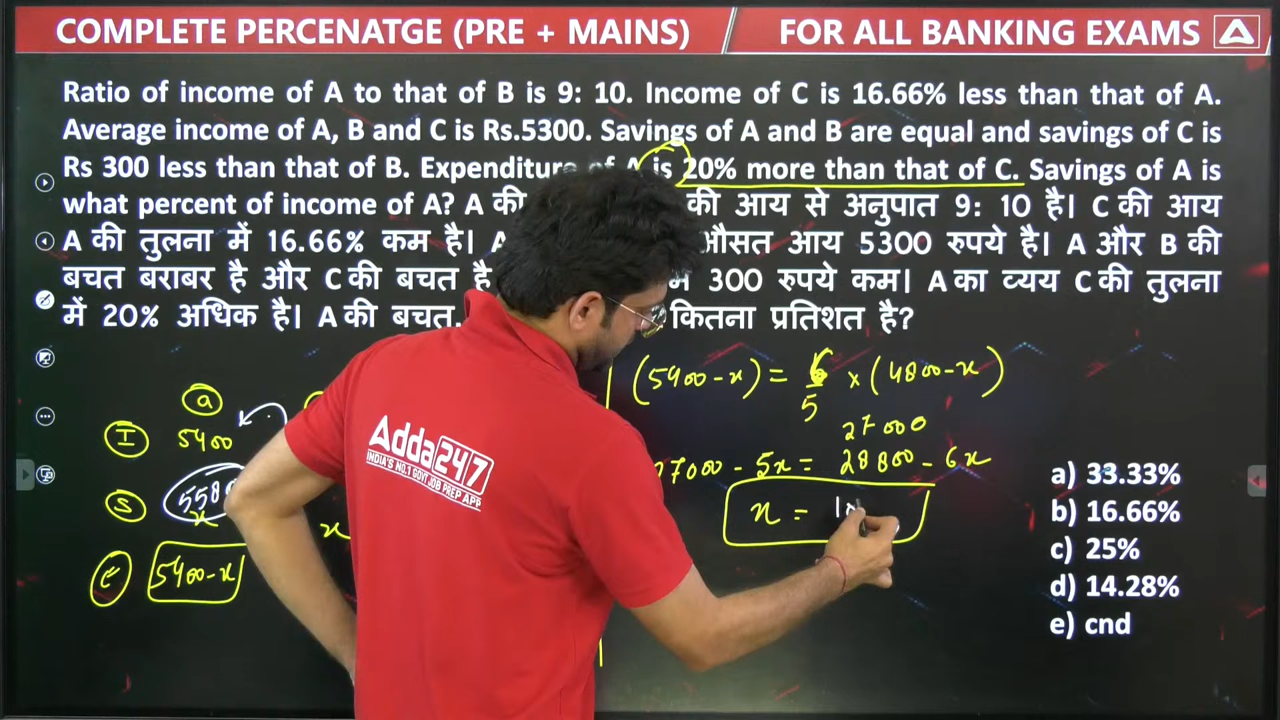 COMPLETE PERCENATGE (PRE + MAINS) FOR ALL BANKING EXAMS
Ratio of income of A to that of B is 9: 10. Income of C is 16.66% less than that of A.
Average income of A, B and C is Rs.5300. Savings of A and B are equal and savings of C is
Rs 300 less than that of B. Expenditure of A is 20% more than that of C. Savings of A is
what percent of income of A? A की की आय से अनुपात 9: 10 है। C की आय
A की तुलना में 16.66% कम है। औसत आय 5300 रुपये है। A और B की
बचत बराबर है और C की बचत है 300 रुपये कम। A का व्यय C की तुलना
में 20% अधिक है। A की बचत. कितना प्रतिशत है?
(5400-x) = 6/5 × (4800-x)
27000
27000 - 5x = 28800 - 6x
x = 18
a
I 5400
S 5580
x x
E 5400-x
Adda247
INDIA'S NO.1 GOVT JOB PREP APP
a) 33.33%
b) 16.66%
c) 25%
d) 14.28%
e) cnd